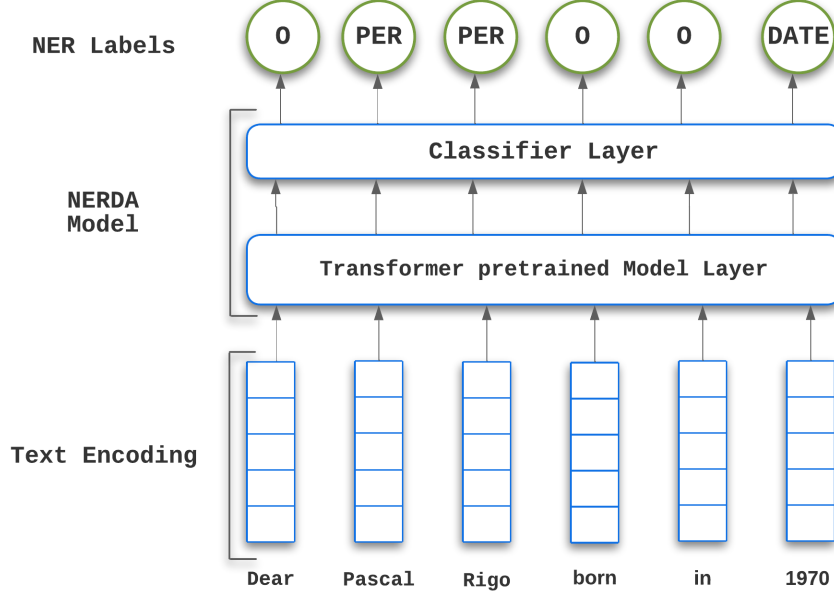 NER Labels
O PER PER O O DATE
Classifier Layer
NERDA
Model
Transformer pretrained Model Layer
Text Encoding
Dear Pascal Rigo born in 1970